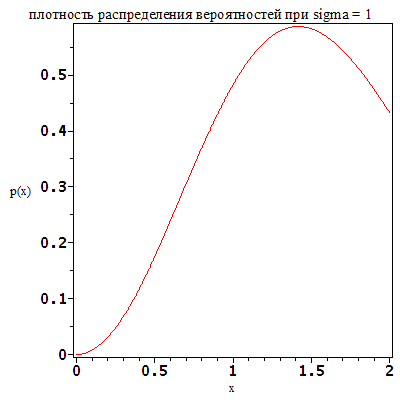 плотность распределения вероятностей при sigma = 1
0.5
0.4
p(x)
0.3
0.2
0.1
0
0 0.5 1 1.5 2
x